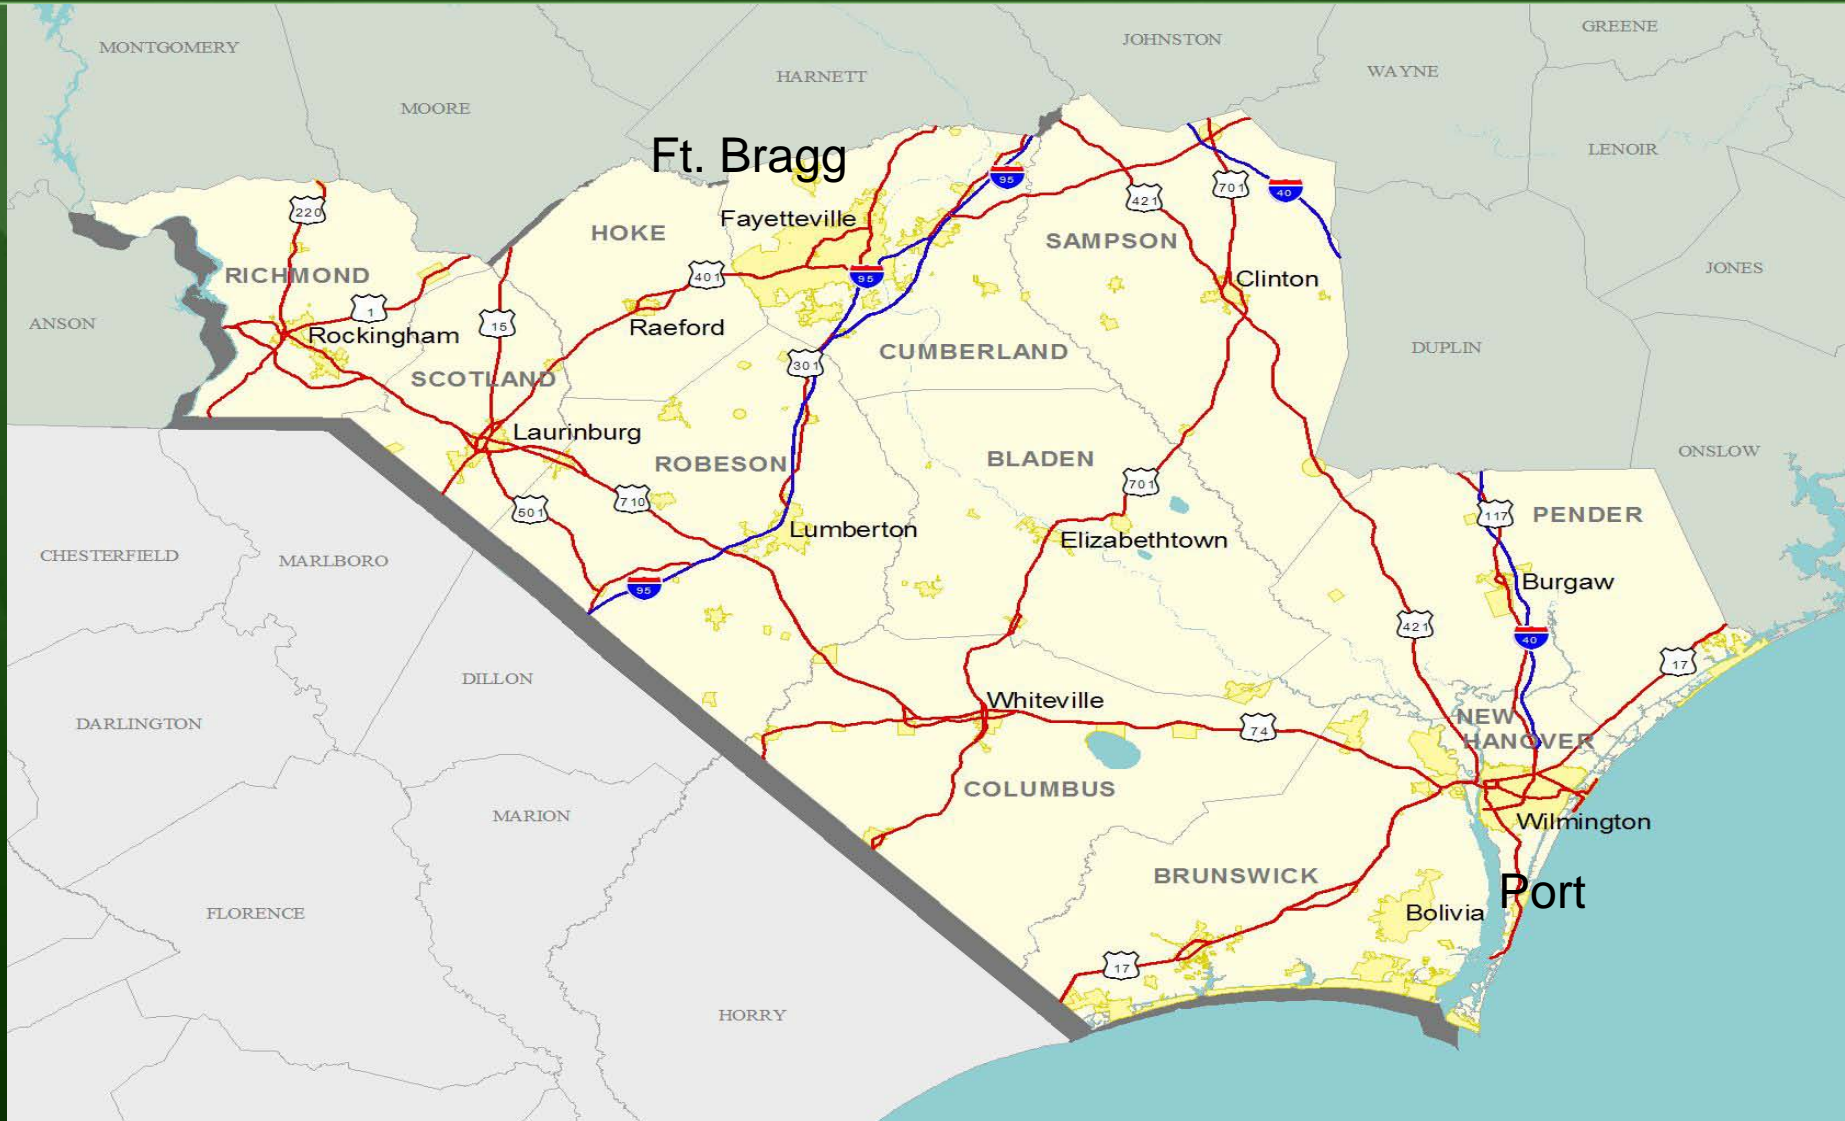 GREENE
MONTGOMERY
JOHNSTON
WAYNE
HARNETT
MOORE
LENOIR
Ft. Bragg
95
421
701
40
220
Fayetteville
HOKE
SAMPSON
JONES
RICHMOND
401
95
Clinton
1
ANSON
15
Raeford
Rockingham
DUPLIN
CUMBERLAND
301
SCOTLAND
Laurinburg
ONSLOW
ROBESON
BLADEN
701
710
501
117
PENDER
Lumberton
Elizabethtown
CHESTERFIELD
MARLBORO
Burgaw
95
421
40
17
DILLON
Whiteville
DARLINGTON
74
NEW
HANOVER
COLUMBUS
MARION
Wilmington
BRUNSWICK
Port
FLORENCE
Bolivia
17
HORRY